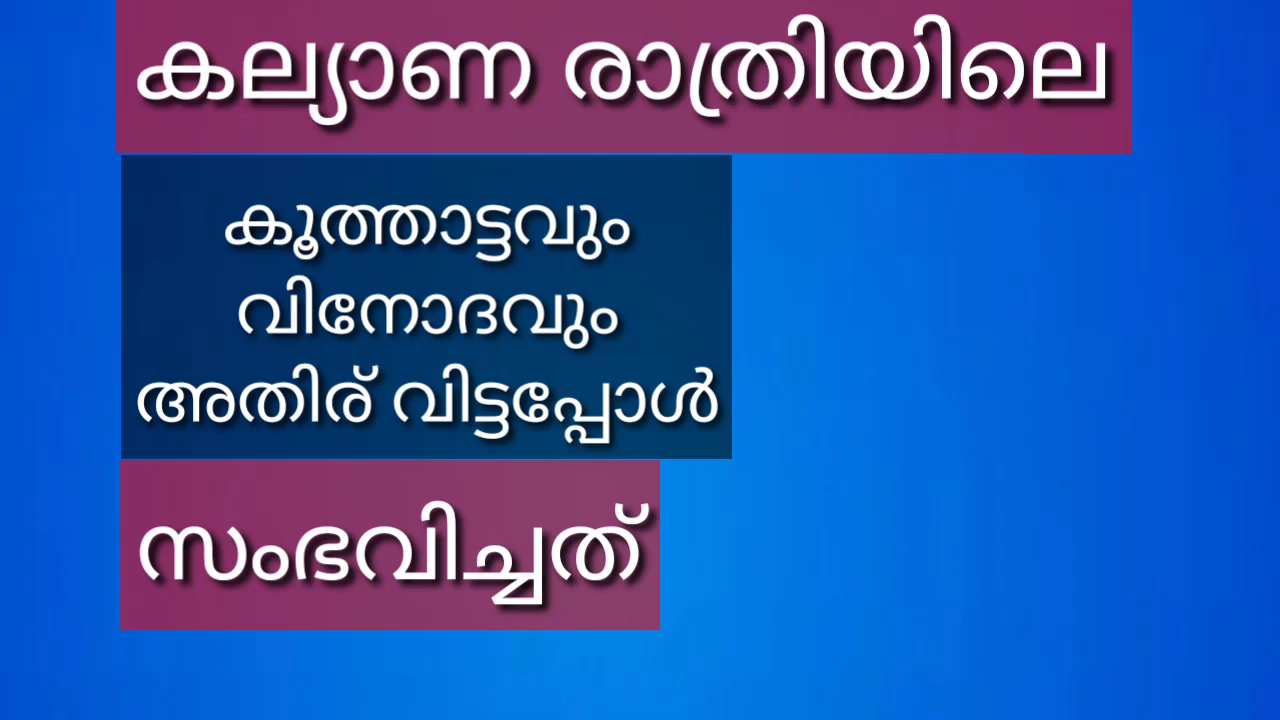 കല്യാണ രാത്രിയിലെ
കൂത്താട്ടവും
വിനോദവും
അതിര് വിട്ടപ്പോൾ
സംഭവിച്ചത്